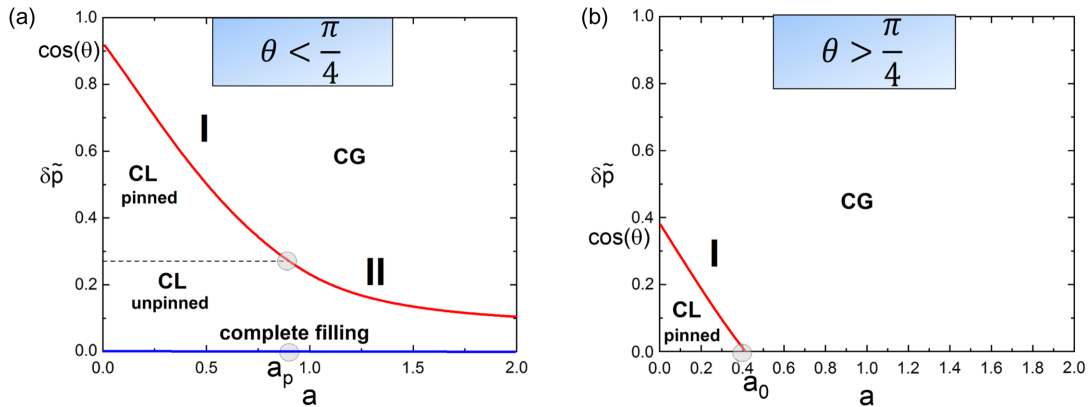 (a)
θ < π/4
1.0
cos(θ)
0.8
I
0.6
δp̃
CG
CL
pinned
0.4
II
0.2
CL
unpinned
complete filling
0.0
0.0 0.5 1.0 1.5 2.0
aₚ
a
(b)
θ > π/4
1.0
0.8
0.6
δp̃
CG
0.4
cos(θ)
I
0.2
CL
pinned
0.0
0.0 0.2 0.4 0.6 0.8 1.0 1.2 1.4 1.6 1.8 2.0
a₀
a